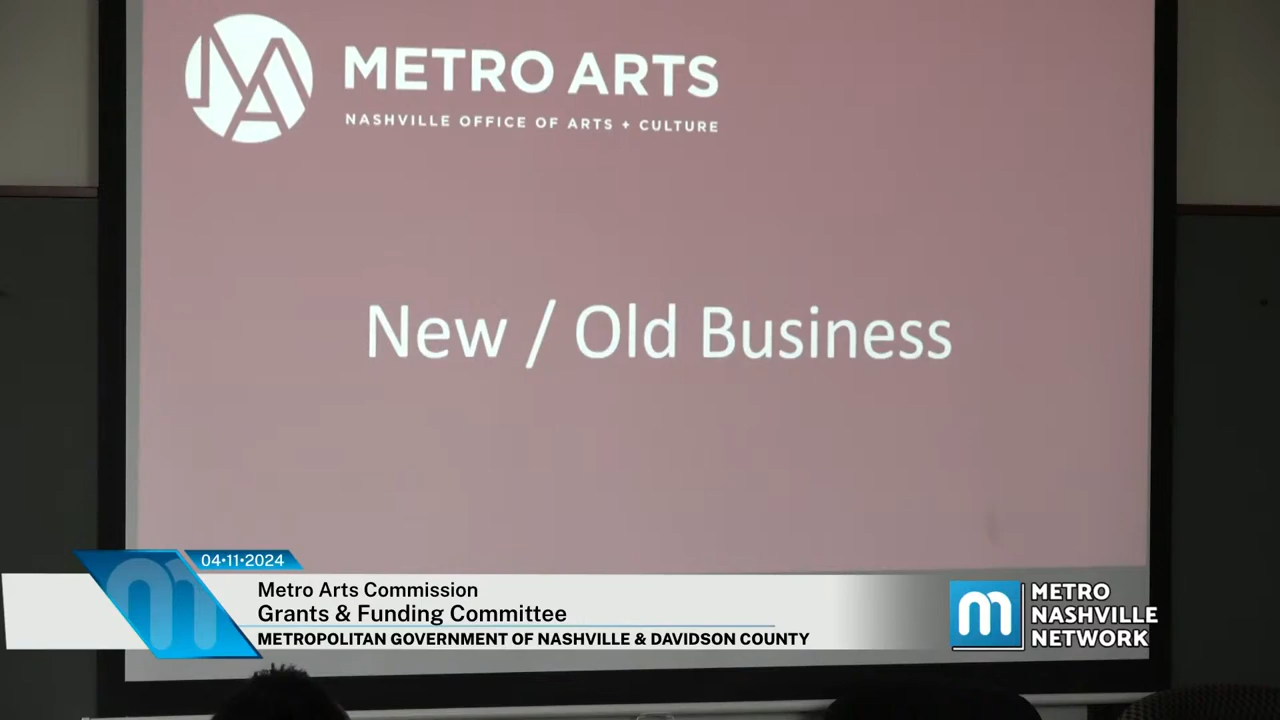 MA
METRO ARTS
NASHVILLE OFFICE OF ARTS + CULTURE
New / Old Business
04•11•2024
Metro Arts Commission
Grants & Funding Committee
METROPOLITAN GOVERNMENT OF NASHVILLE & DAVIDSON COUNTY
m
METRO
NASHVILLE
NETWORK